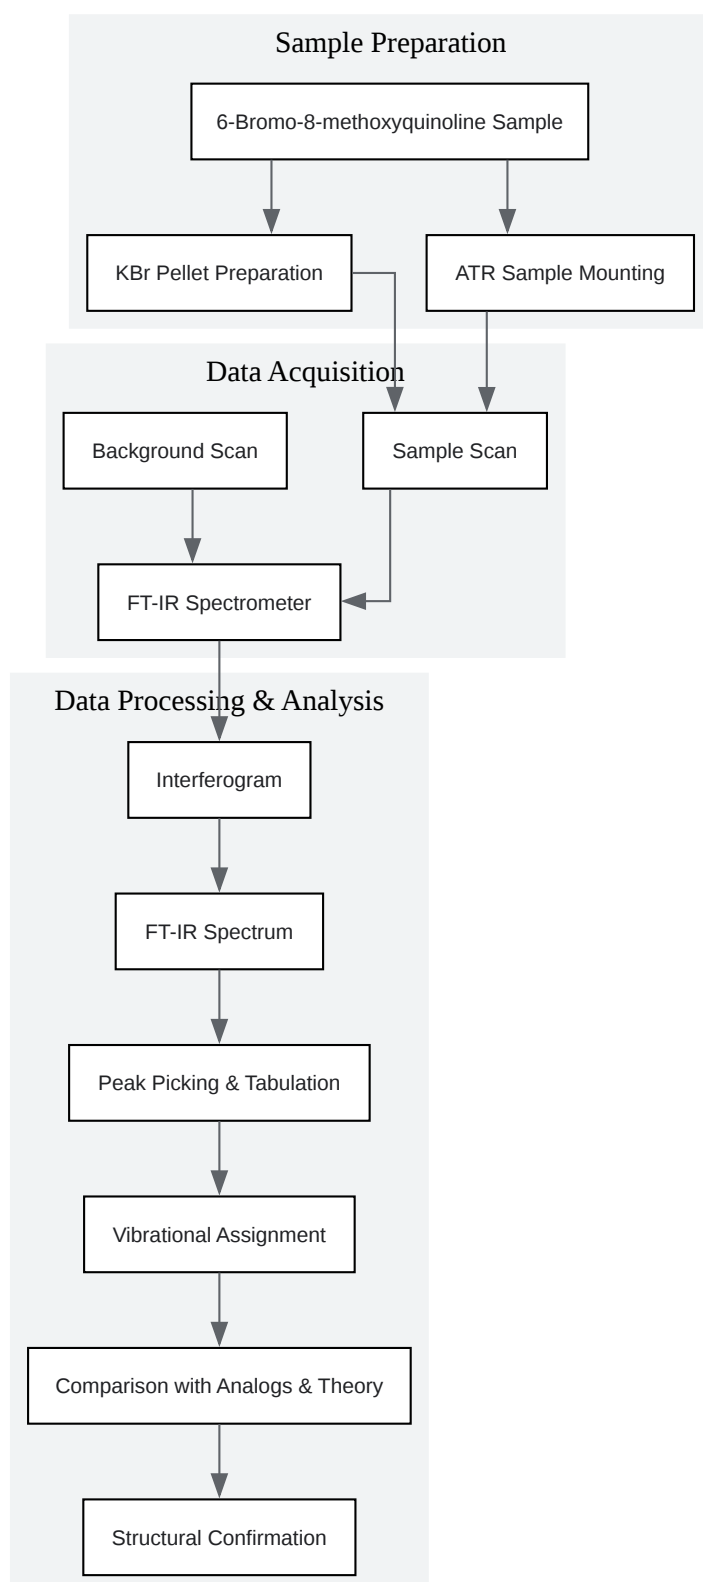 Sample Preparation
6-Bromo-8-methoxyquinoline Sample
KBr Pellet Preparation
ATR Sample Mounting
Data Acquisition
Background Scan
Sample Scan
FT-IR Spectrometer
Data Processing & Analysis
Interferogram
FT-IR Spectrum
Peak Picking & Tabulation
Vibrational Assignment
Comparison with Analogs & Theory
Structural Confirmation